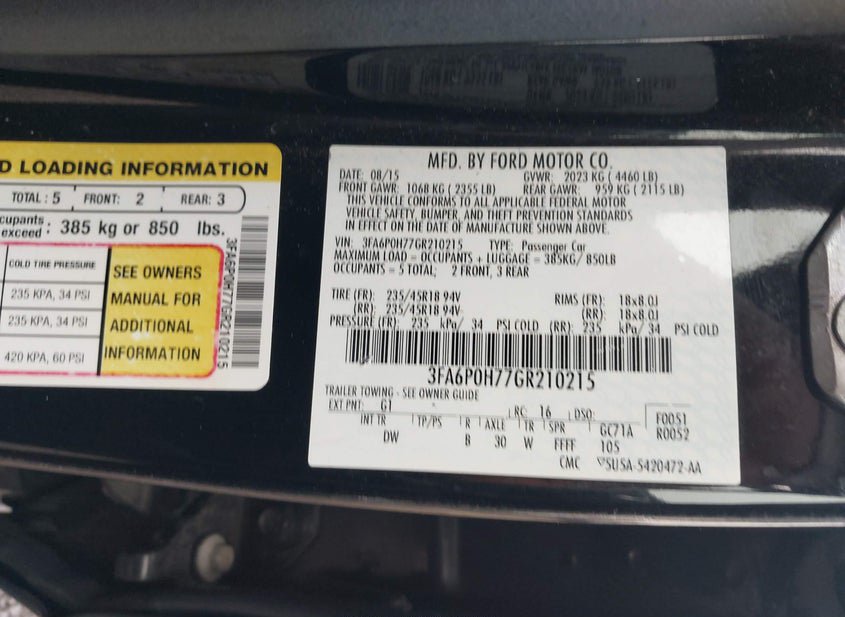 D LOADING INFORMATION
TOTAL : 5 FRONT: 2 REAR: 3
cupants
exceed : 385 kg or 850 lbs.
COLD TIRE PRESSURE
235 KPA, 34 PSI
235 KPA, 34 PSI
420 KPA, 60 PSI
SEE OWNERS
MANUAL FOR
ADDITIONAL
INFORMATION
3FA6P0H77GR210215
MFD. BY FORD MOTOR CO.
DATE: 08/15 GVWR: 2023 KG ( 4460 LB)
FRONT GAWR: 1068 KG ( 2355 LB) REAR GAWR: 959 KG ( 2115 LB)
THIS VEHICLE CONFORMS TO ALL APPLICABLE FEDERAL MOTOR
VEHICLE SAFETY, BUMPER, AND THEFT PREVENTION STANDARDS
IN EFFECT ON THE DATE OF MANUFACTURE SHOWN ABOVE.
VIN: 3FA6P0H77GR210215 TYPE: Passenger Car
MAXIMUM LOAD = OCCUPANTS + LUGGAGE = 385KG/ 850LB
OCCUPANTS = 5 TOTAL; 2 FRONT, 3 REAR
TIRE (FR): 235/45R18 94V RIMS (FR): 18x8.0J
(RR): 235/45R18 94V (RR): 18x8.0J
PRESSURE (FR): 235 kPa/ 34 PSI COLD (RR): 235 kPa/ 34 PSI COLD
3FA6P0H77GR210215
TRAILER TOWING - SEE OWNER GUIDE
EXT PNT: G1 RC: 16 DSO: F0051
INT TR TP/PS R AXLE TR SPR GC71A R0052
DW B 30 W FFFF 105
CMC 5U5A-5420472-AA